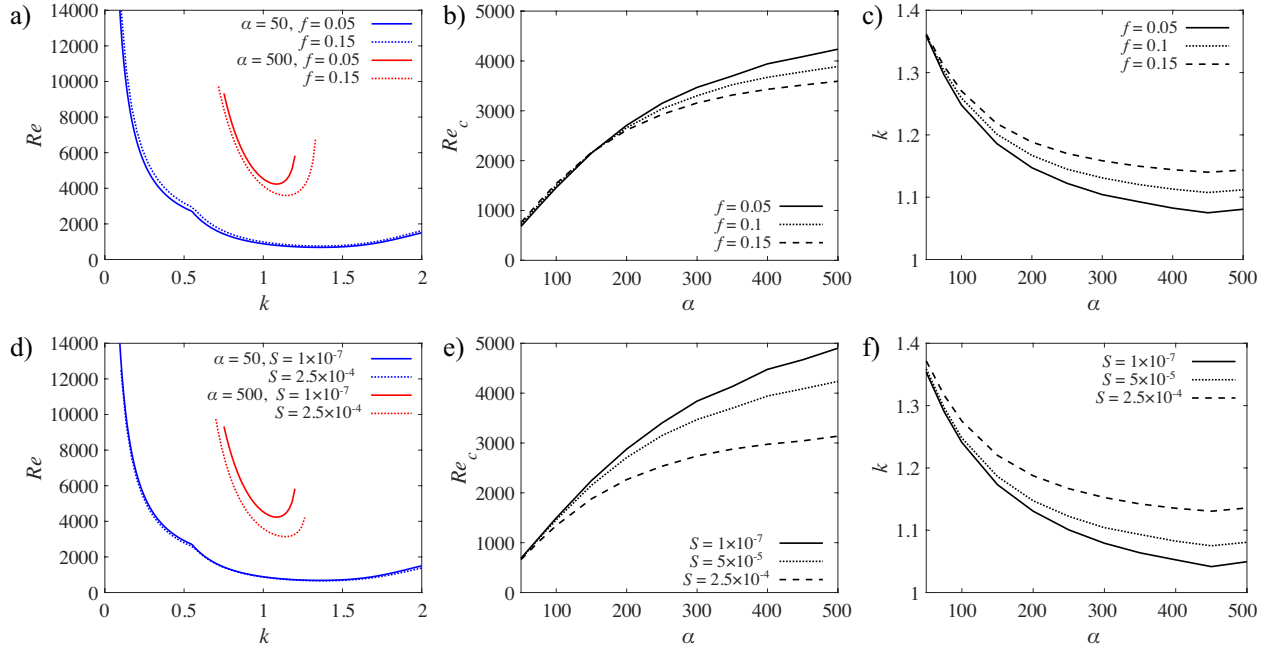 a)
14000
12000
10000
8000
6000
4000
2000
0
Re
0
0.5
1
1.5
2
k
α = 50, f = 0.05
f = 0.15
α = 500, f = 0.05
f = 0.15
b)
5000
4000
3000
2000
1000
0
Re_c
100
200
300
400
500
α
f = 0.05
f = 0.1
f = 0.15
c)
1.4
1.3
1.2
1.1
1
k
100
200
300
400
500
α
f = 0.05
f = 0.1
f = 0.15
d)
14000
12000
10000
8000
6000
4000
2000
0
Re
0
0.5
1
1.5
2
k
α = 50, S = 1×10⁻⁷
S = 2.5×10⁻⁴
α = 500, S = 1×10⁻⁷
S = 2.5×10⁻⁴
e)
5000
4000
3000
2000
1000
0
Re_c
100
200
300
400
500
α
S = 1×10⁻⁷
S = 5×10⁻⁵
S = 2.5×10⁻⁴
f)
1.4
1.3
1.2
1.1
1
k
100
200
300
400
500
α
S = 1×10⁻⁷
S = 5×10⁻⁵
S = 2.5×10⁻⁴